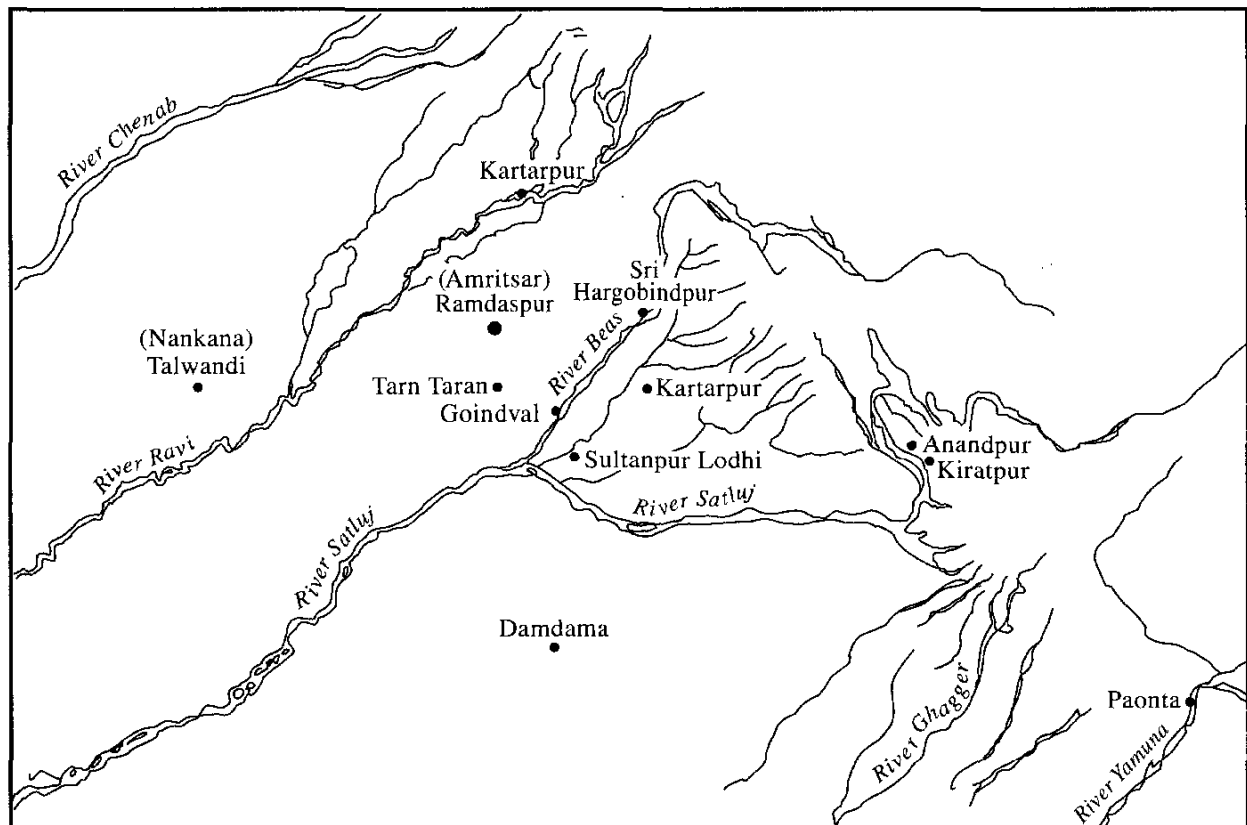 River Chenab
Kartarpur
(Amritsar)
Ramdaspur
Sri
Hargobindpur
(Nankana)
Talwandi
Tarn Taran
Goindval
River Beas
Kartarpur
River Ravi
Sultanpur Lodhi
Anandpur
Kiratpur
River Satluj
River Satluj
Damdama
River Ghagger
Paonta
River Yamuna